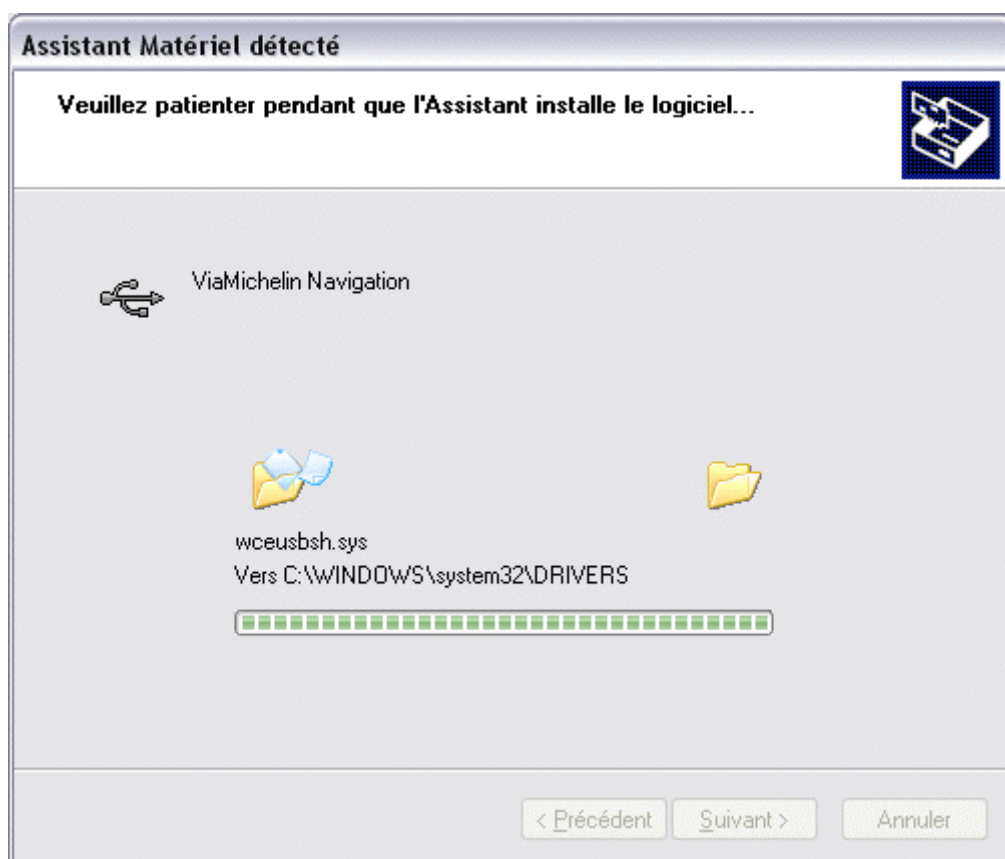 Assistant Matériel détecté
Veuillez patienter pendant que l'Assistant installe le logiciel...
ViaMichelin Navigation
wceusbsh.sys
Vers C:\WINDOWS\system32\DRIVERS
< Précédent
Suivant >
Annuler